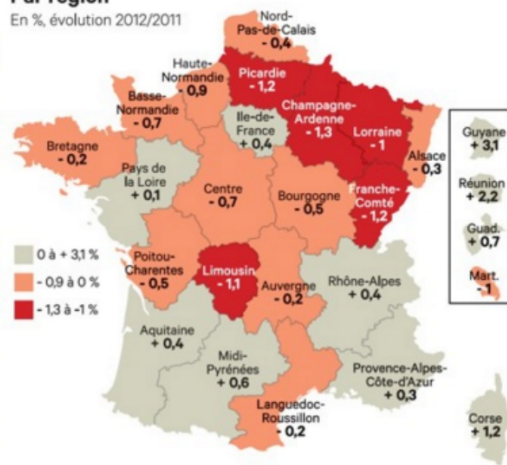 En %, évolution 2012/2011
Nord-
Pas-de-Calais
- 0,4
Haute-
Normandie
- 0,9
Picardie
- 1,2
Basse-
Normandie
- 0,7
Champagne-
Ardenne
- 1,3
Ile-de-
France
+ 0,4
Lorraine
- 1
Alsace
- 0,3
Bretagne
- 0,2
Pays de
la Loire
+ 0,1
Centre
- 0,7
Bourgogne
- 0,5
Franche-
Comté
- 1,2
Poitou-
Charentes
- 0,5
Limousin
- 1,1
Auvergne
- 0,2
Rhône-Alpes
+ 0,4
Aquitaine
+ 0,4
Midi-
Pyrénées
+ 0,6
Languedoc-
Roussillon
- 0,2
Provence-Alpes-
Côte-d'Azur
+ 0,3
Corse
+ 1,2
Guyane
+ 3,1
Réunion
+ 2,2
Guad.
+ 0,7
Mart.
- 1
0 à + 3,1 %
- 0,9 à 0 %
- 1,3 à -1 %